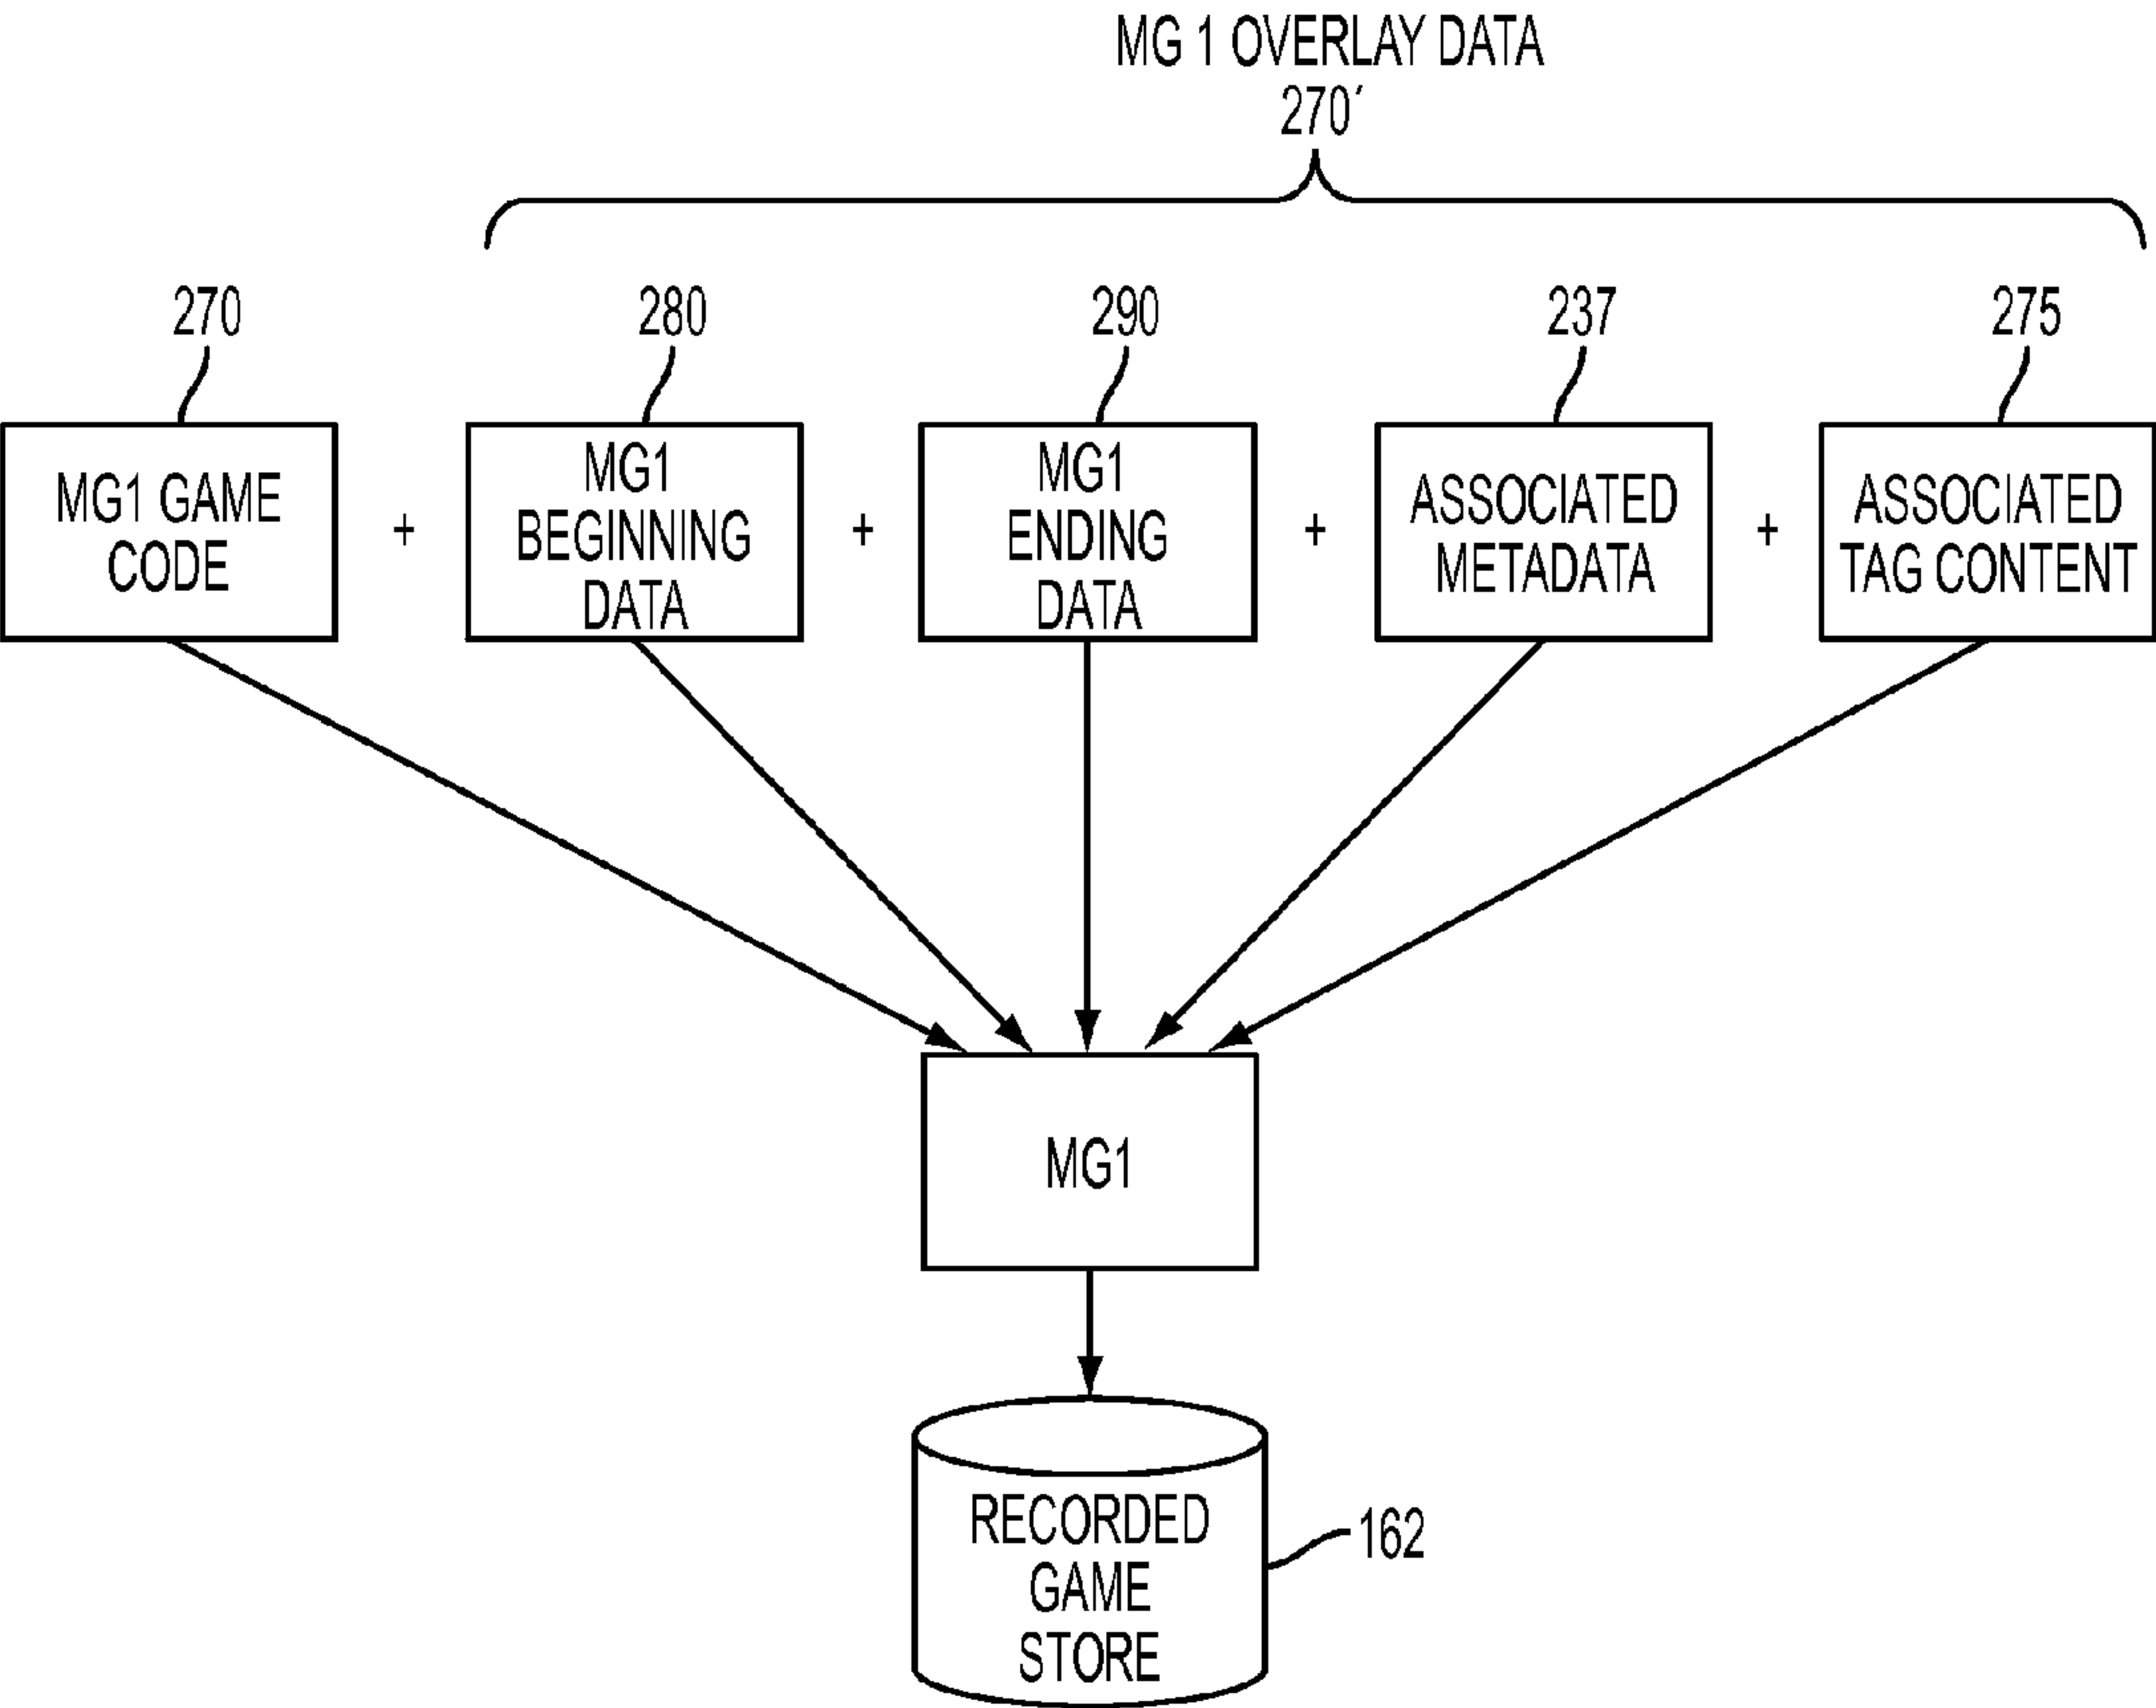 MG 1 OVERLAY DATA
270´
270
280
290
237
275
MG1 GAME
CODE
+
MG1
BEGINNING
DATA
+
MG1
ENDING
DATA
+
ASSOCIATED
METADATA
+
ASSOCIATED
TAG CONTENT
MG1
RECORDED
GAME
STORE
162